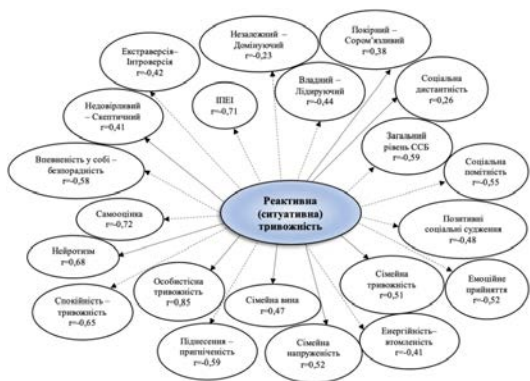 Екстраверсія–
Інтроверсія
r=-0,42
Незалежний –
Домінуючий
r=-0,23
Покірний –
Сором'язливий
r=0,38
ІПЕІ
r=-0,71
Владний –
Лідируючий
r=-0,44
Соціальна
дистантність
r=0,26
Недовірливий
– Скептичний
r=0,41
Загальний
рівень ССБ
r=-0,59
Впевненість у собі –
безпорадність
r=-0,58
Соціальна
помітність
r=-0,55
Реактивна
(ситуативна)
тривожність
Самооцінка
r=-0,72
Позитивні
соціальні судження
r=-0,48
Нейротизм
r=0,68
Особистісна
тривожність
r=0,85
Сімейна вина
r=0,47
Сімейна
тривожність
r=0,51
Емоційне
прийняття
r=-0,52
Спокійність –
тривожність
r=-0,65
Піднесення –
пригніченість
r=-0,59
Сімейна
напруженість
r=0,52
Енергійність–
втомленість
r=-0,41